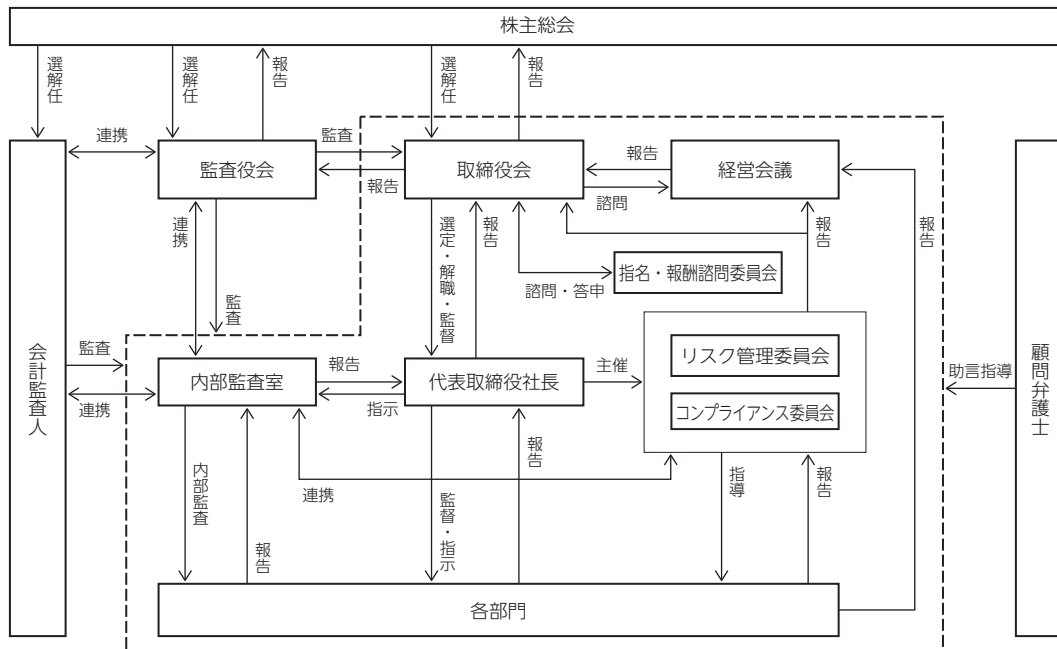 株主総会
選解任
選解任
報告
選解任
報告
連携
監査
報告
報告
諮問
監査役会
取締役会
経営会議
連携
監査
選定・解職・監督
報告
諮問・答申
指名・報酬諮問委員会
報告
報告
会計監査人
監査
連携
内部監査室
報告
指示
代表取締役社長
主催
リスク管理委員会
コンプライアンス委員会
助言指導
顧問弁護士
内部監査
報告
連携
監督・指示
報告
指導
報告
各部門